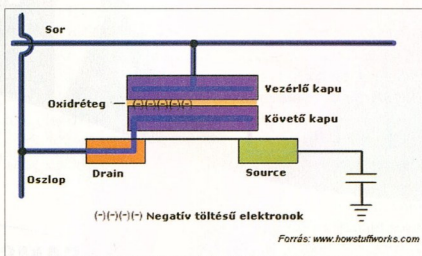 Sor
Vezérlő kapu
Oxidréteg
(-)(-)(-)(-)(-)
Követő kapu
Oszlop
Drain
Source
(-)(-)(-)(-) Negatív töltésű elektronok
Forrás: www.howstuffworks.com